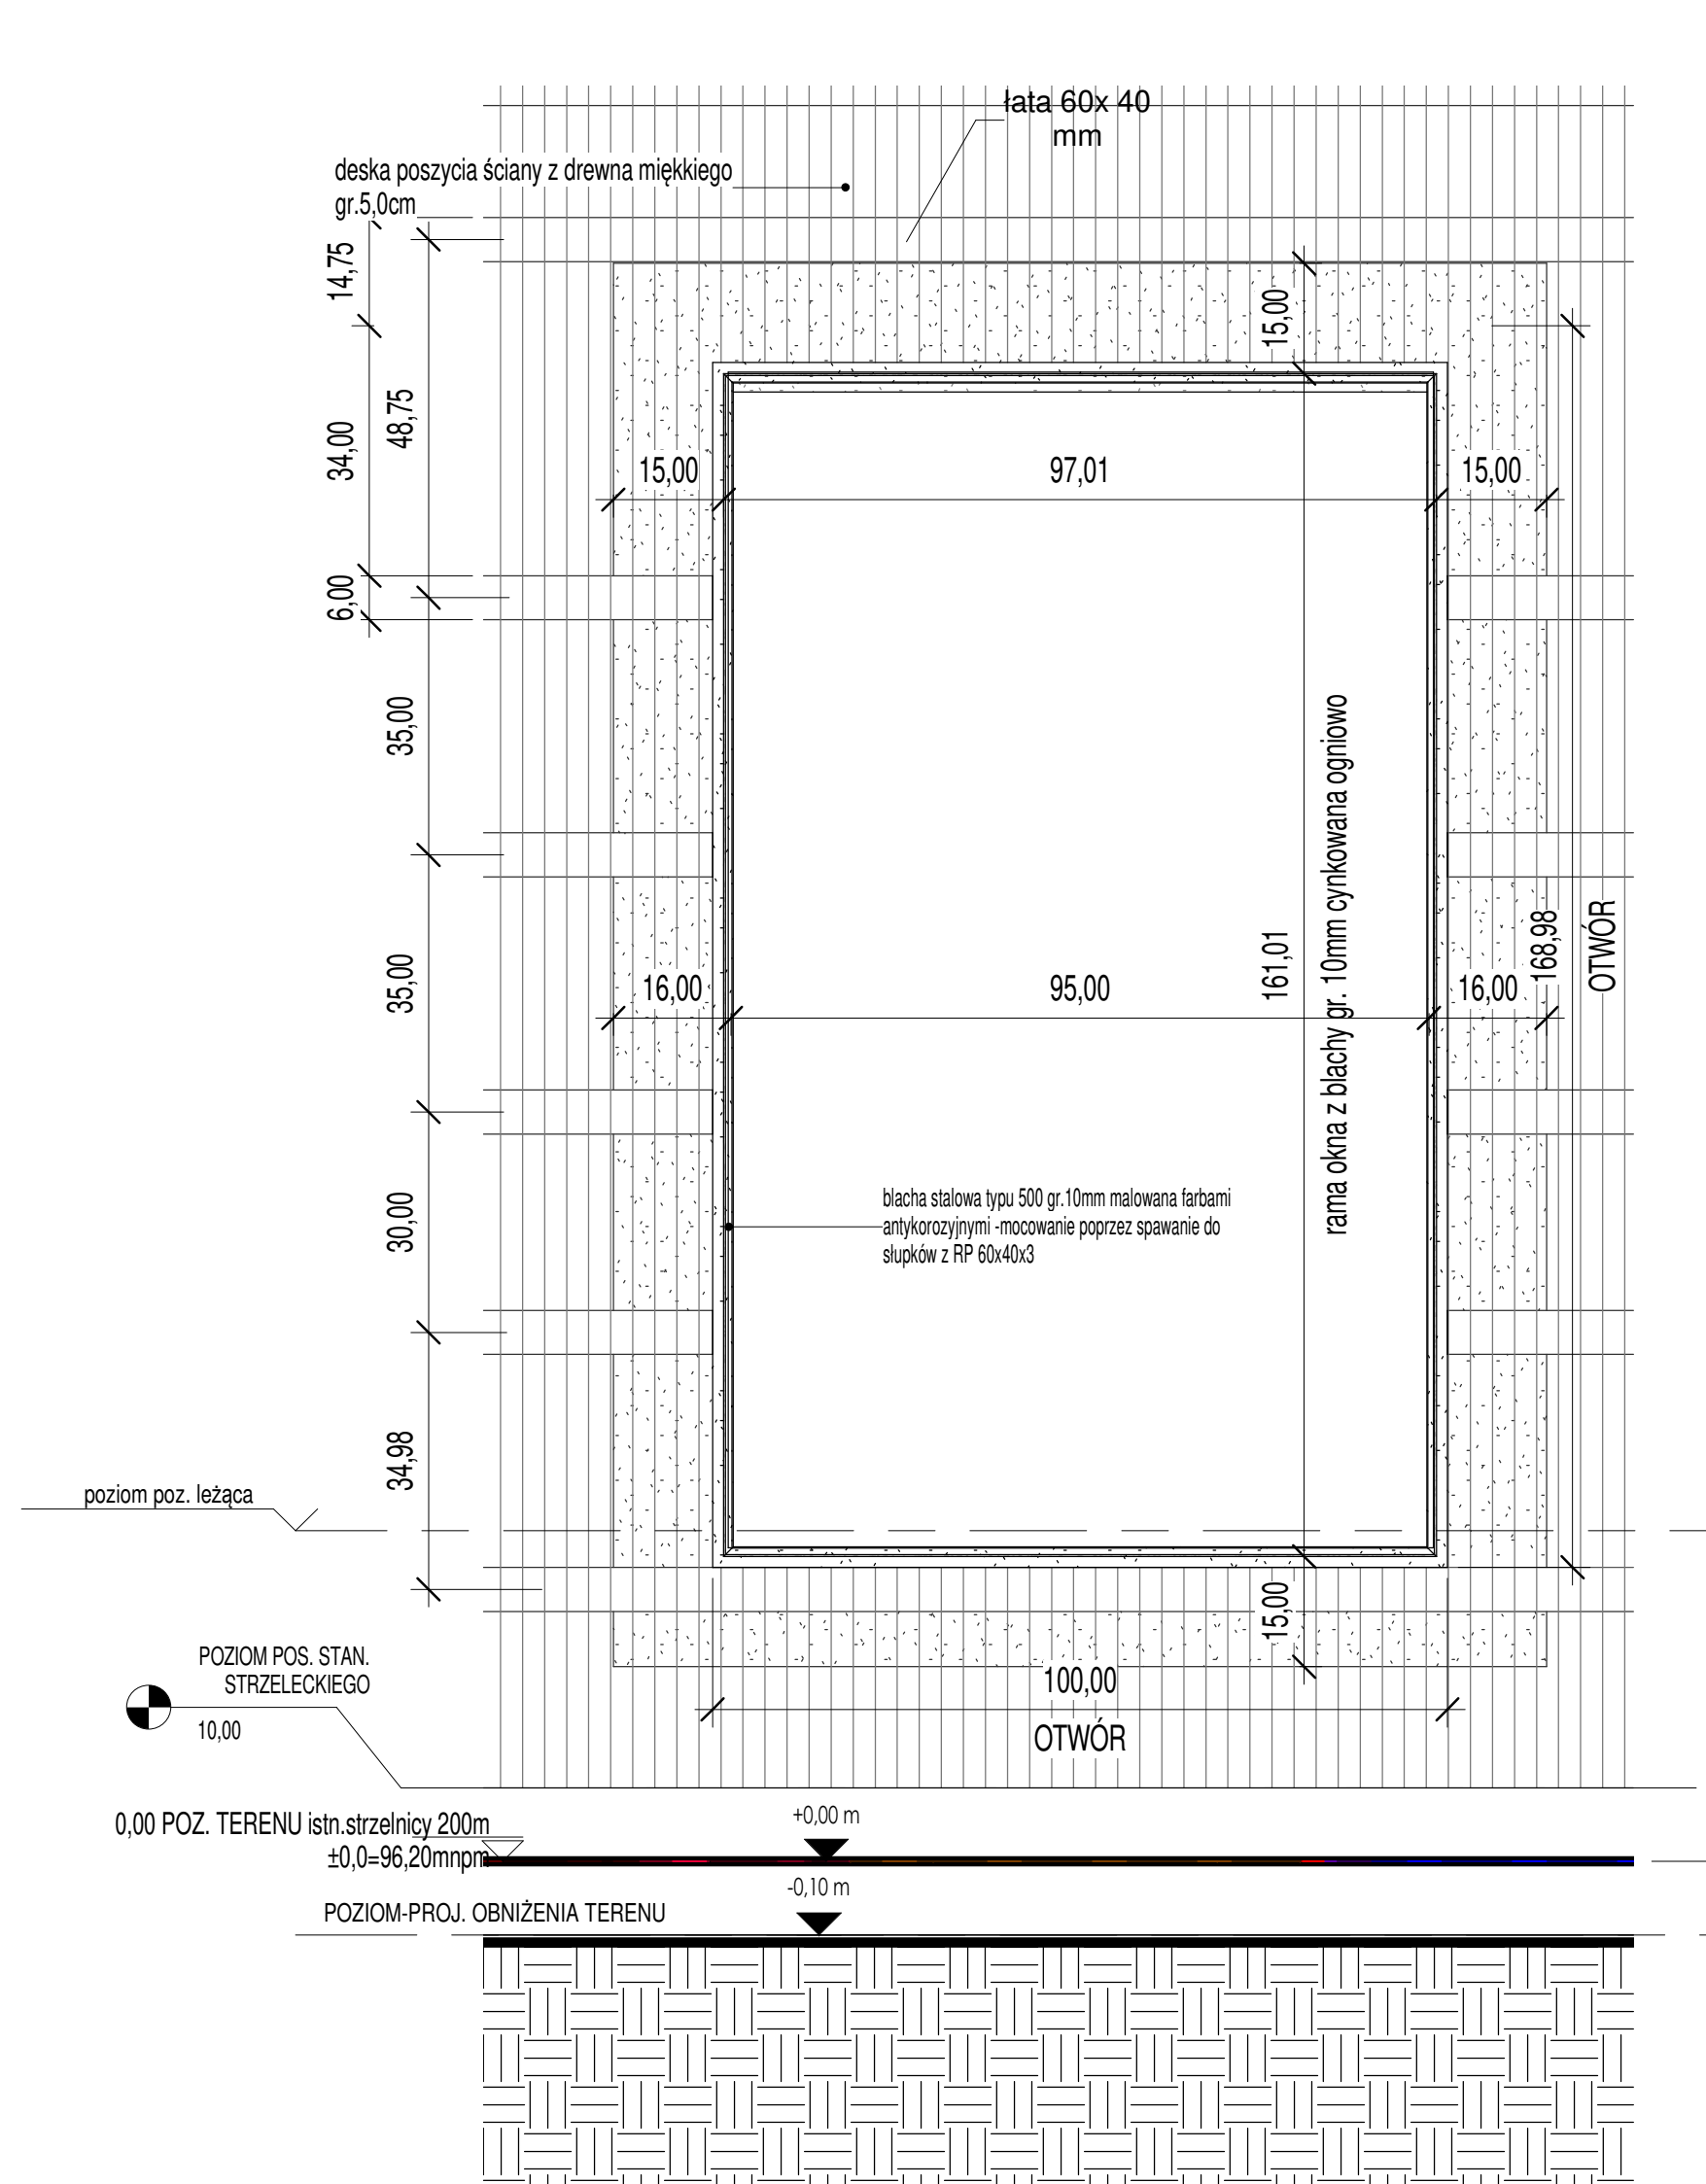 łata 60x 40
mm
deska poszycia ściany z drewna miękkiego
gr.5,0cm
14,75
15,00
48,75
34,00
15,00
97,01
15,00
6,00
35,00
rama okna z blachy gr. 10mm cynkowana ogniowo
35,00
16,00
95,00
161,01
16,00
168,98
OTWÓR
30,00
blacha stalowa typu 500 gr.10mm malowana farbami
antykorozyjnymi -mocowanie poprzez spawanie do
słupków z RP 60x40x3
34,98
poziom poz. leżąca
15,00
POZIOM POS. STAN.
STRZELECKIEGO
10,00
100,00
OTWÓR
0,00 POZ. TERENU istn.strzelnicy 200m
±0,0=96,20mnpm
+0,00 m
-0,10 m
POZIOM-PROJ. OBNIŻENIA TERENU